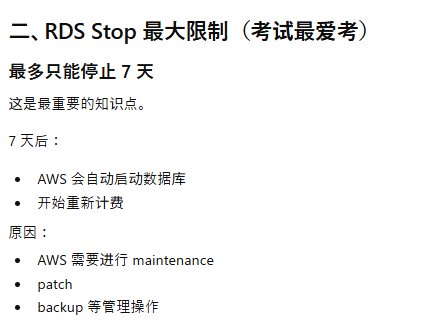 二、RDS Stop 最大限制（考试最爱考）
最多只能停止 7 天
这是最重要的知识点。
7 天后：
• AWS 会自动启动数据库
• 开始重新计费
原因：
• AWS 需要进行 maintenance
• patch
• backup 等管理操作